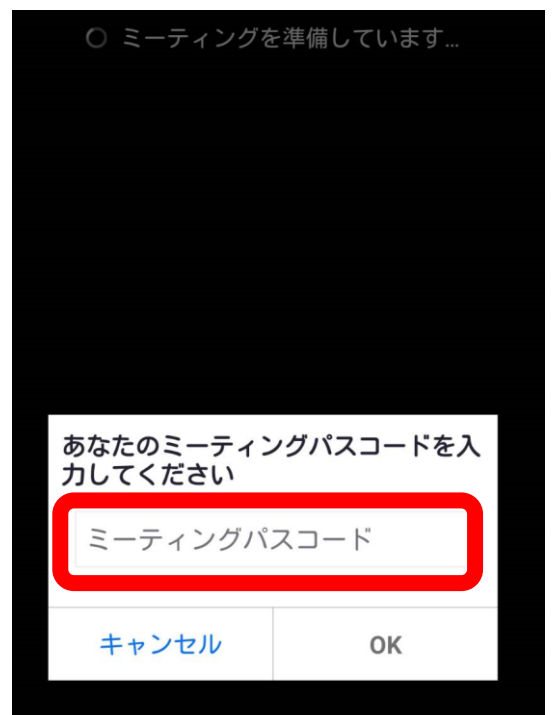 ミーティングを準備しています...
あなたのミーティングパスコードを入
力してください
ミーティングパスコード
キャンセル
OK